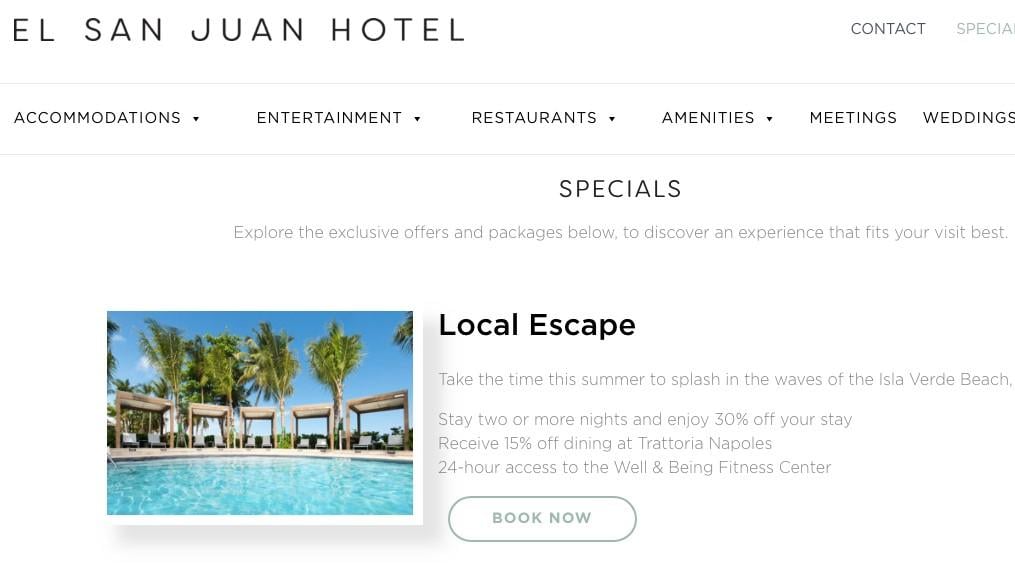 EL SAN JUAN HOTEL
CONTACT
ACCOMMODATIONS ENTERTAINMENT RESTAURANTS AMENITIES MEETINGS WEDDINGS
SPECIALS
Explore the exclusive offers and packages below, to discover an experience that fits your visit best.
Local Escape
Take the time this summer to splash in the waves of the Isla Verde Beach,
Stay two or more nights and enjoy 30% off your stay
Receive 15% off dining at Trattoria Napoles
24-hour access to the Well & Being Fitness Center
BOOK NOW